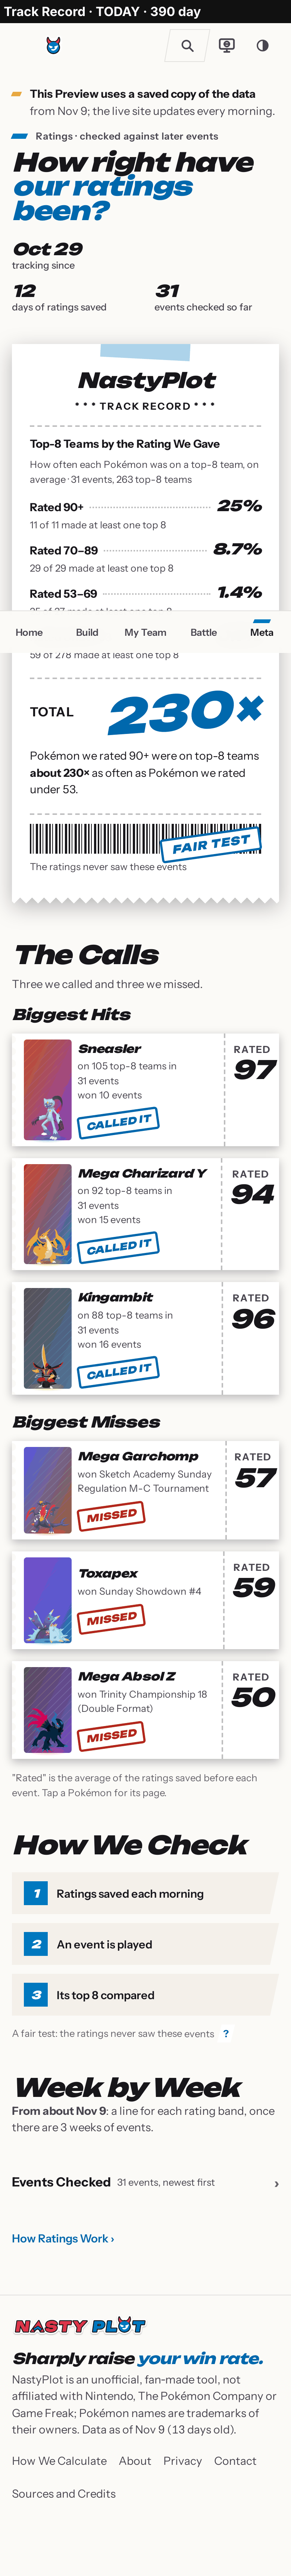 Track Record · TODAY · 390 day
This Preview uses a saved copy of the data
from Nov 9; the live site updates every morning.
Ratings · checked against later events
How right have
our ratings
been?
Oct 29
tracking since
12
days of ratings saved
31
events checked so far
NastyPlot
* * * TRACK RECORD * * *
Top-8 Teams by the Rating We Gave
How often each Pokémon was on a top-8 team, on
average · 31 events, 263 top-8 teams
Rated 90+ 25%
11 of 11 made at least one top 8
Rated 70–89 8.7%
29 of 29 made at least one top 8
Rated 53–69 1.4%
Home Build My Team Battle Meta
59 of 278 made at least one top 8
TOTAL 230×
Pokémon we rated 90+ were on top-8 teams
about 230× as often as Pokémon we rated
under 53.
FAIR TEST
The ratings never saw these events
The Calls
Three we called and three we missed.
Biggest Hits
Sneasler
on 105 top-8 teams in
31 events
won 10 events
CALLED IT
RATED
97
Mega Charizard Y
on 92 top-8 teams in
31 events
won 15 events
CALLED IT
RATED
94
Kingambit
on 88 top-8 teams in
31 events
won 16 events
CALLED IT
RATED
96
Biggest Misses
Mega Garchomp
won Sketch Academy Sunday
Regulation M-C Tournament
MISSED
RATED
57
Toxapex
won Sunday Showdown #4
MISSED
RATED
59
Mega Absol Z
won Trinity Championship 18
(Double Format)
MISSED
RATED
50
"Rated" is the average of the ratings saved before each
event. Tap a Pokémon for its page.
How We Check
1 Ratings saved each morning
2 An event is played
3 Its top 8 compared
A fair test: the ratings never saw these events ?
Week by Week
From about Nov 9: a line for each rating band, once
there are 3 weeks of events.
Events Checked 31 events, newest first ›
How Ratings Work ›
NASTY PLOT
Sharply raise your win rate.
NastyPlot is an unofficial, fan-made tool, not
affiliated with Nintendo, The Pokémon Company or
Game Freak; Pokémon names are trademarks of
their owners. Data as of Nov 9 (13 days old).
How We Calculate About Privacy Contact
Sources and Credits